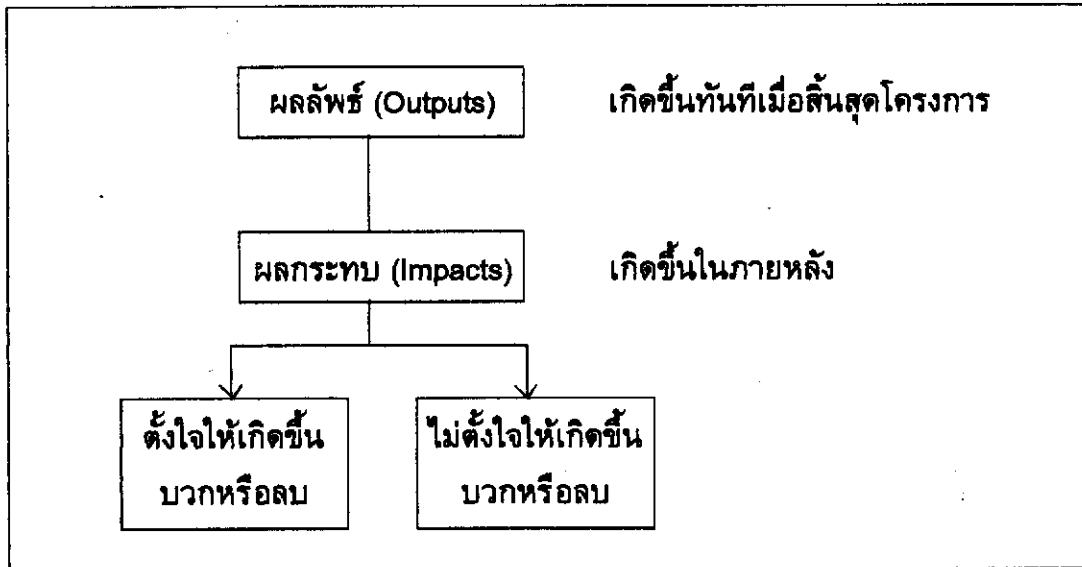 ผลลัพธ์ (Outputs) เกิดขึ้นทันทีเมื่อสิ้นสุดโครงการ
ผลกระทบ (Impacts) เกิดขึ้นในภายหลัง
ตั้งใจให้เกิดขึ้น
บวกหรือลบ
ไม่ตั้งใจให้เกิดขึ้น
บวกหรือลบ